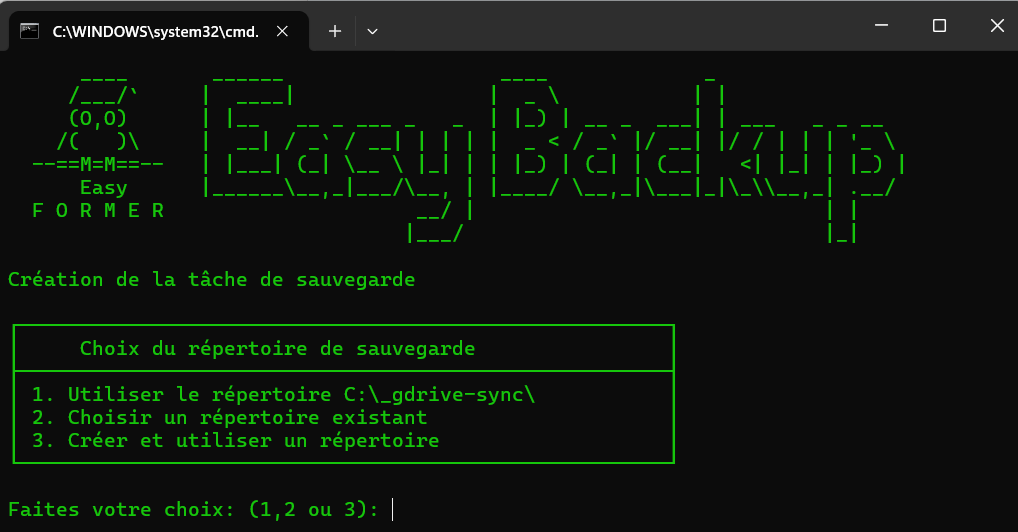 C:\WINDOWS\system32\cmd.
EasyBackup
(O,O)
--==M=M==--
Easy
F O R M E R
Création de la tâche de sauvegarde
Choix du répertoire de sauvegarde
1. Utiliser le répertoire C:\_gdrive-sync\
2. Choisir un répertoire existant
3. Créer et utiliser un répertoire
Faites votre choix: (1,2 ou 3):